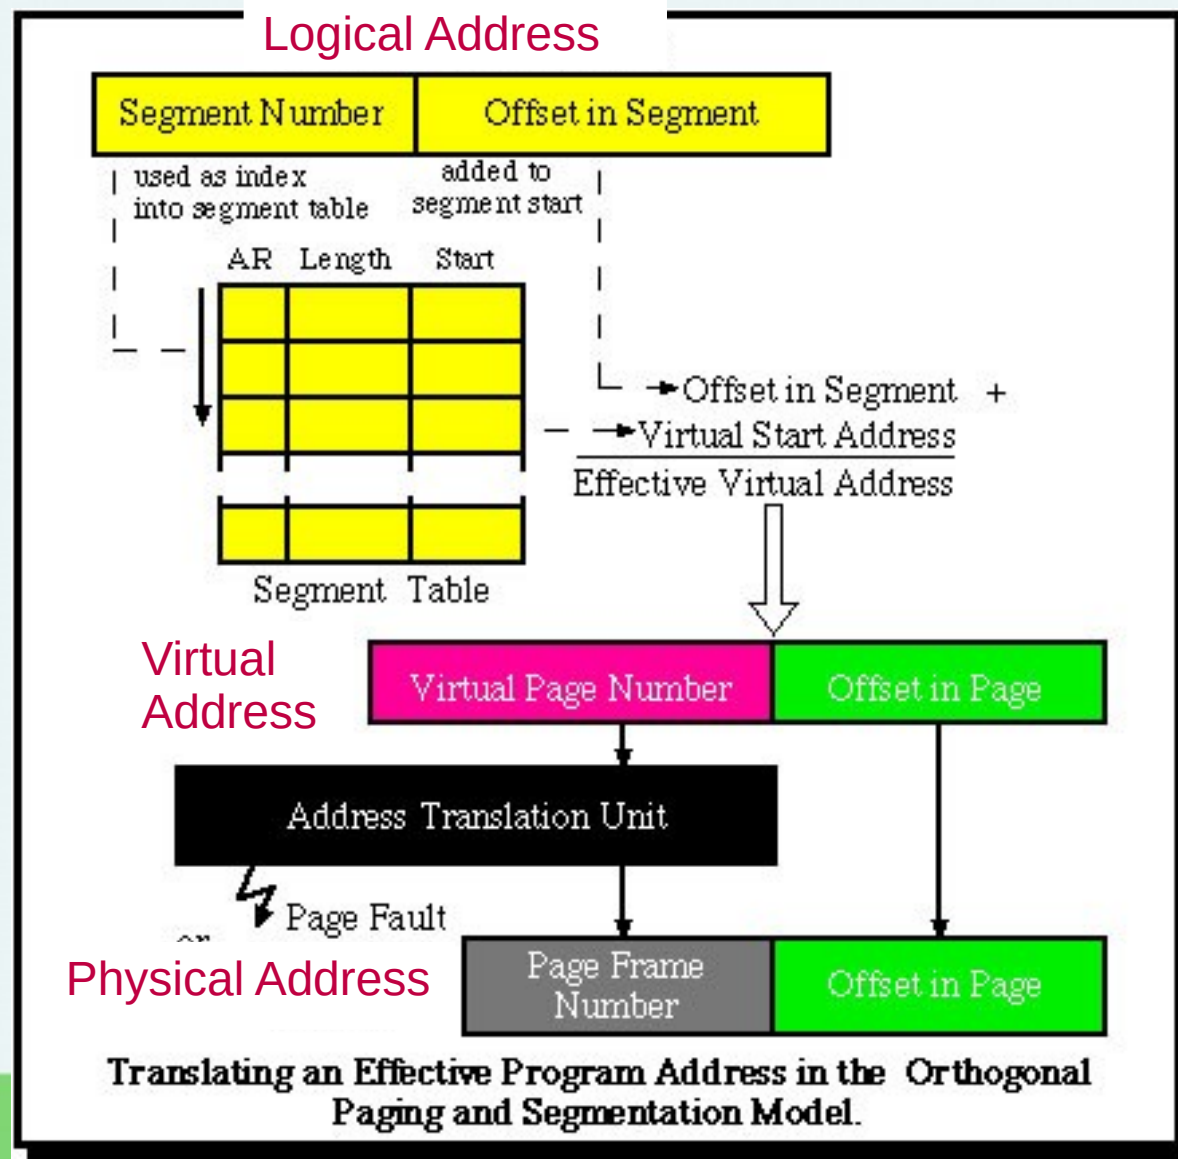 Logical Address
Segment Number Offset in Segment
used as index
into segment table
added to
segment start
AR Length Start
Offset in Segment +
Virtual Start Address
Effective Virtual Address
Segment Table
Virtual
Address
Virtual Page Number Offset in Page
Address Translation Unit
Page Fault
Physical Address
Page Frame
Number
Offset in Page
Translating an Effective Program Address in the Orthogonal
Paging and Segmentation Model.